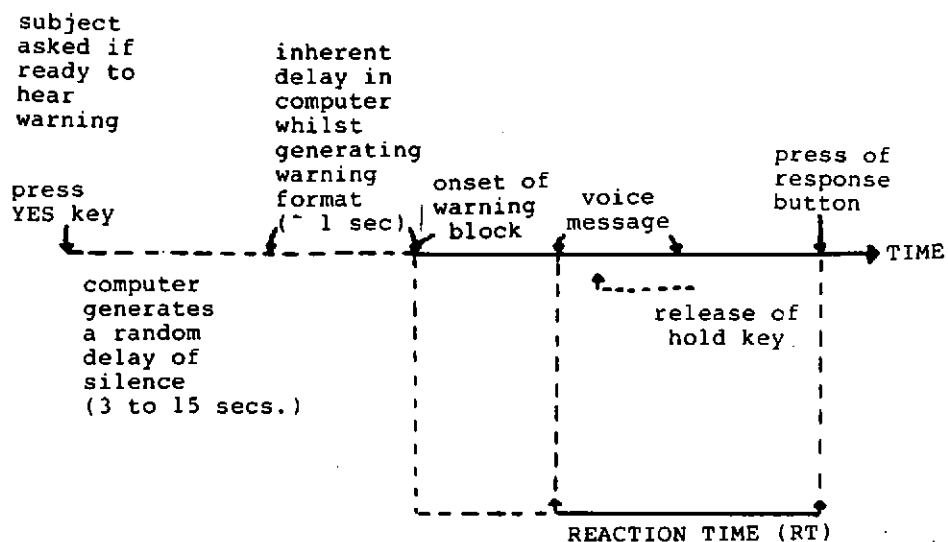 subject
asked if
ready to
hear
warning
press
YES key
inherent
delay in
computer
whilst
generating
warning
format
(~ 1 sec)
onset of
warning
block
voice
message
press of
response
button
TIME
computer
generates
a random
delay of
silence
(3 to 15 secs.)
release of
hold key
REACTION TIME (RT)